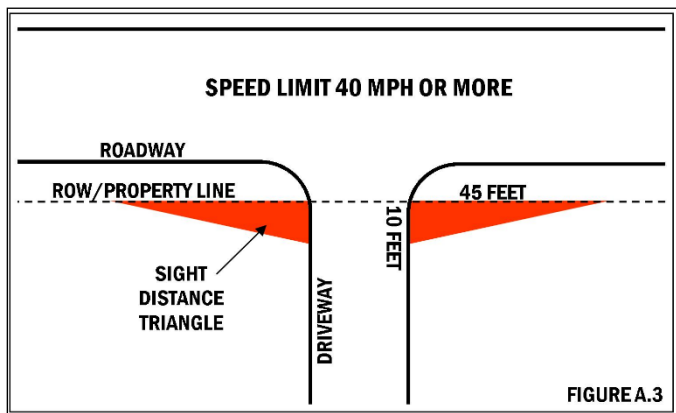 SPEED LIMIT 40 MPH OR MORE
ROADWAY
ROW/PROPERTY LINE
45 FEET
10 FEET
SIGHT
DISTANCE
TRIANGLE
DRIVEWAY
FIGURE A.3